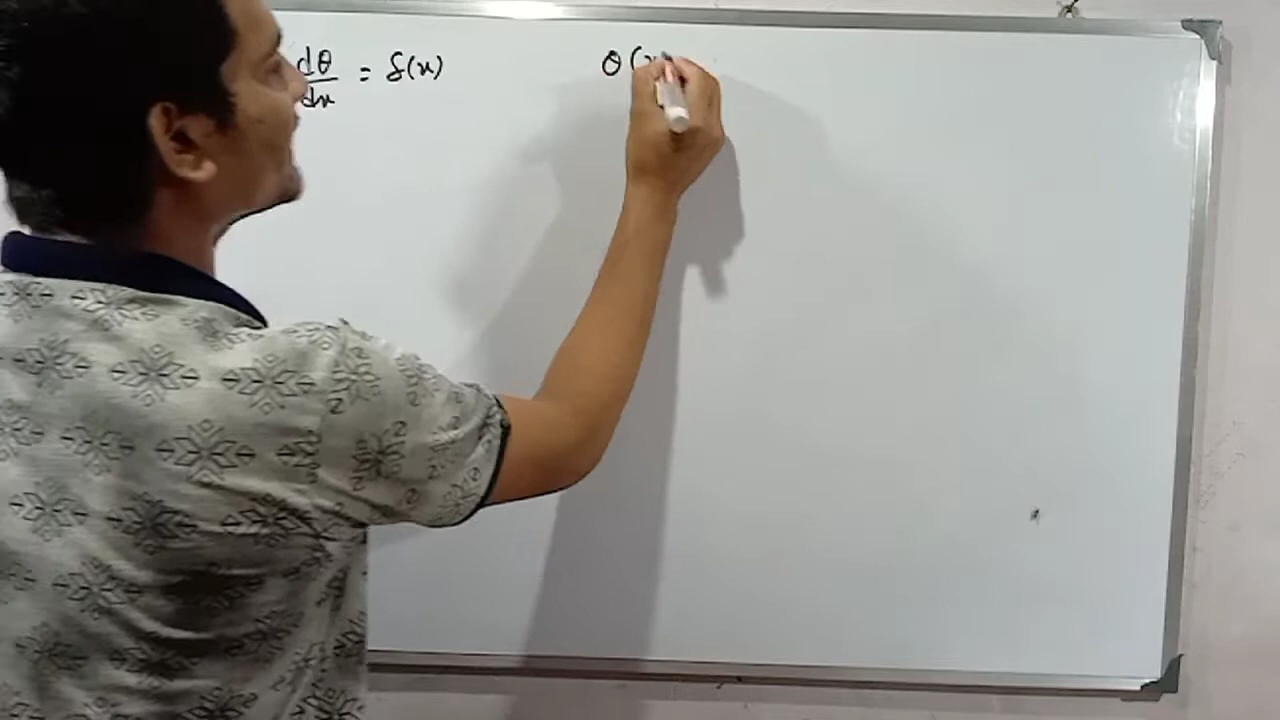 dθ/dx = δ(x)
θ(x